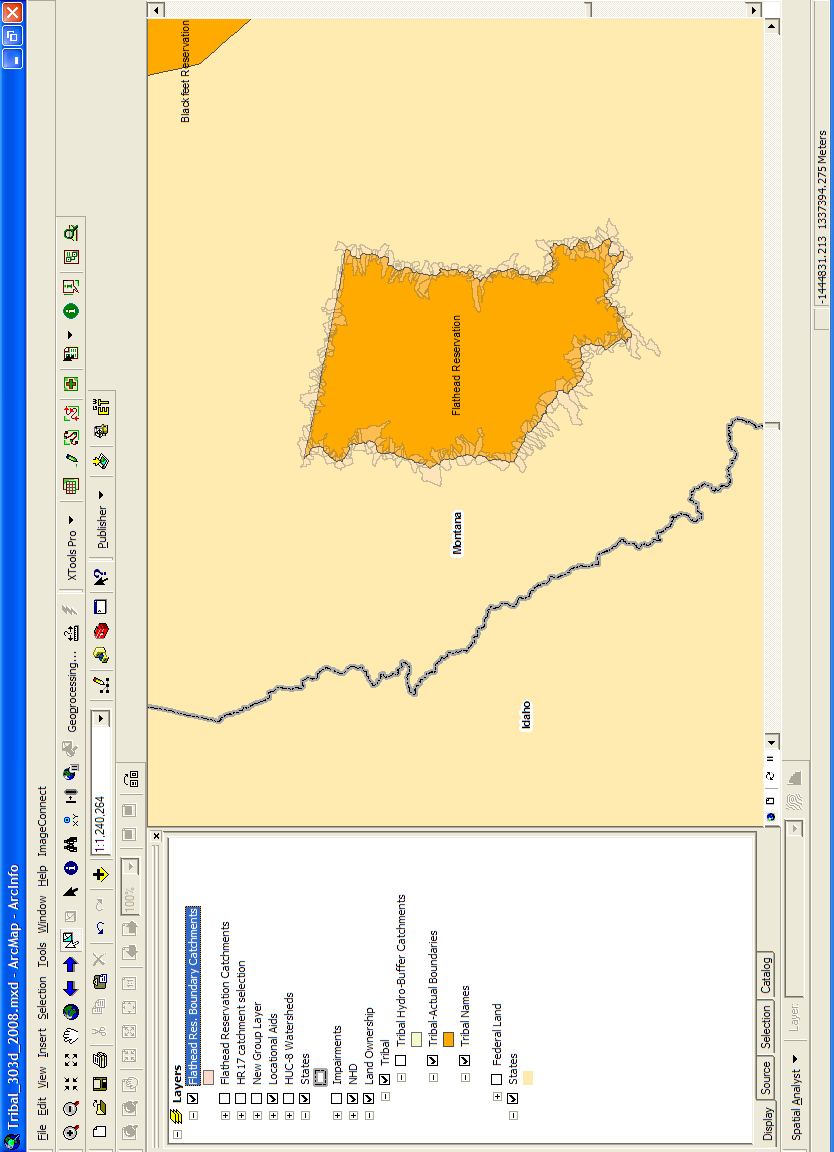 Tribal_303d_2008.mxd - ArcMap - ArcInfo
File Edit View Insert Selection Tools Window Help ImageConnect
Geoprocessing...
XTools Pro
1:1,240,264
Publisher
100%
Layers
Flathead Res. Boundary Catchments
Flathead Reservation Catchments
HR17 catchment selection
New Group Layer
Locational Aids
HUC-8 Watersheds
States
Impairments
NHD
Land Ownership
Tribal
Tribal Hydro-Buffer Catchments
Tribal-Actual Boundaries
Tribal Names
Federal Land
States
Display Source Selection Catalog
Blackfeet Reservation
Flathead Reservation
Montana
Idaho
Spatial Analyst
Layer:
-1444831.213 1337394.275 Meters